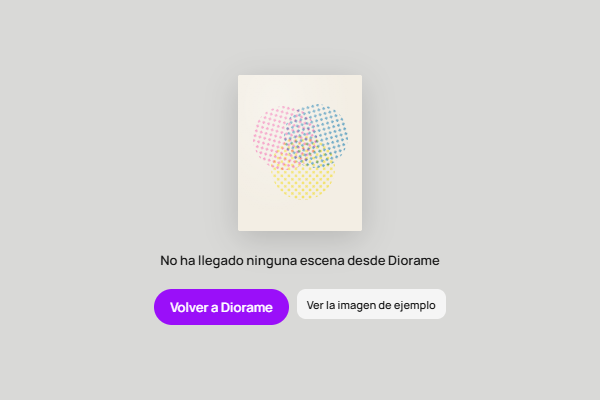 No ha llegado ninguna escena desde Diorame
Volver a Diorame
Ver la imagen de ejemplo